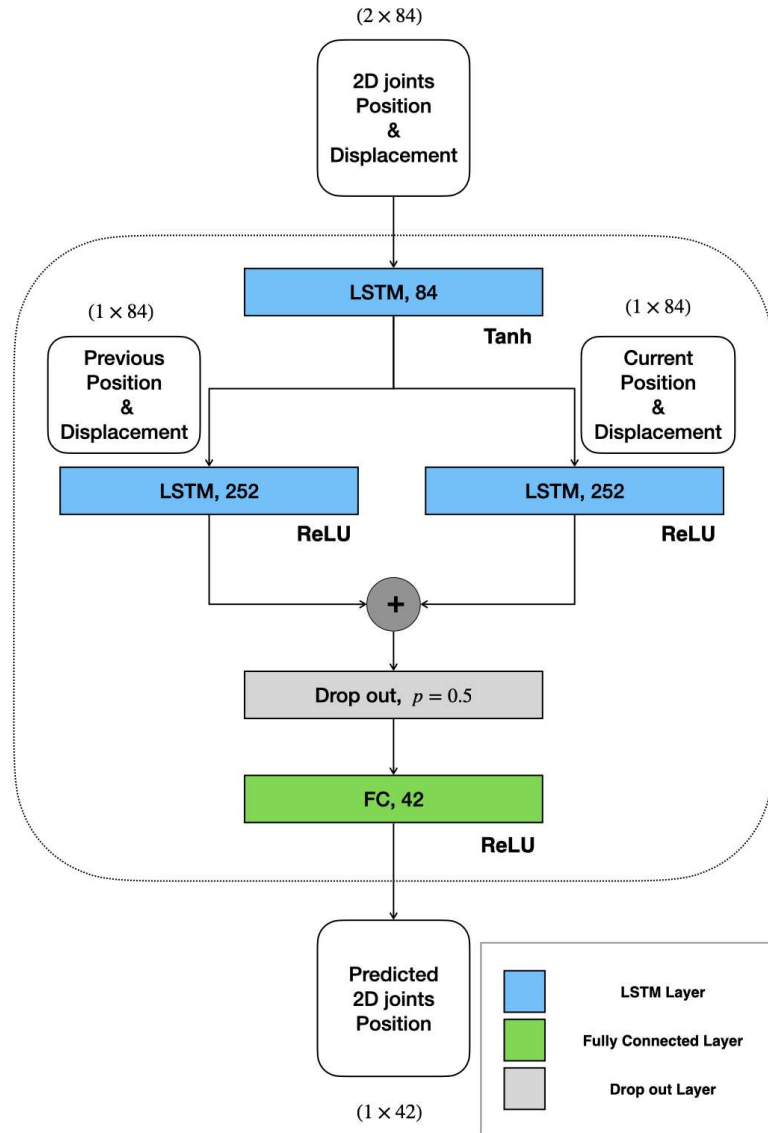 (2 × 84)
2D joints
Position
&
Displacement
LSTM, 84
Tanh
(1 × 84)
Previous
Position
&
Displacement
(1 × 84)
Current
Position
&
Displacement
LSTM, 252
ReLU
LSTM, 252
ReLU
+
Drop out, p = 0.5
FC, 42
ReLU
Predicted
2D joints
Position
(1 × 42)
LSTM Layer
Fully Connected Layer
Drop out Layer